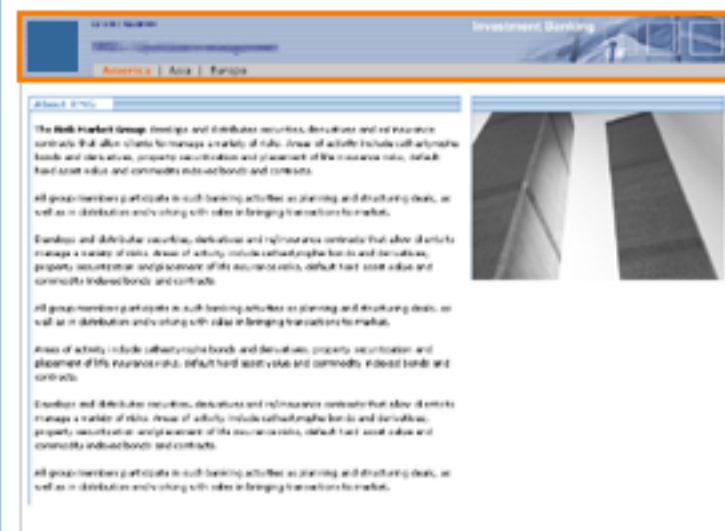 Investment Banking
America | Asia | Europe
About
The Risk Market Group develops and distributes securities, derivatives and reinsurance
contracts that allow clients to manage a variety of risks. Areas of activity include
bonds and derivatives, property securitization and placement of life insurance risks, default
hard asset value and commodity indexed bonds and contracts.
All group members participate in such banking activities as planning and structuring deals, as
well as in distribution and working with sales in bringing transactions to market.
Develops and distributes securities, derivatives and reinsurance contracts that allow clients to
manage a variety of risks. Areas of activity include bonds and derivatives,
property securitization and placement of life insurance risks, default hard asset value and
commodity indexed bonds and contracts.
All group members participate in such banking activities as planning and structuring deals, as
well as in distribution and working with sales in bringing transactions to market.
Areas of activity include bonds and derivatives, property securitization and
placement of life insurance risks, default hard asset value and commodity indexed bonds and
contracts.
Develops and distributes securities, derivatives and reinsurance contracts that allow clients to
manage a variety of risks. Areas of activity include bonds and derivatives,
property securitization and placement of life insurance risks, default hard asset value and
commodity indexed bonds and contracts.
All group members participate in such banking activities as planning and structuring deals, as
well as in distribution and working with sales in bringing transactions to market.